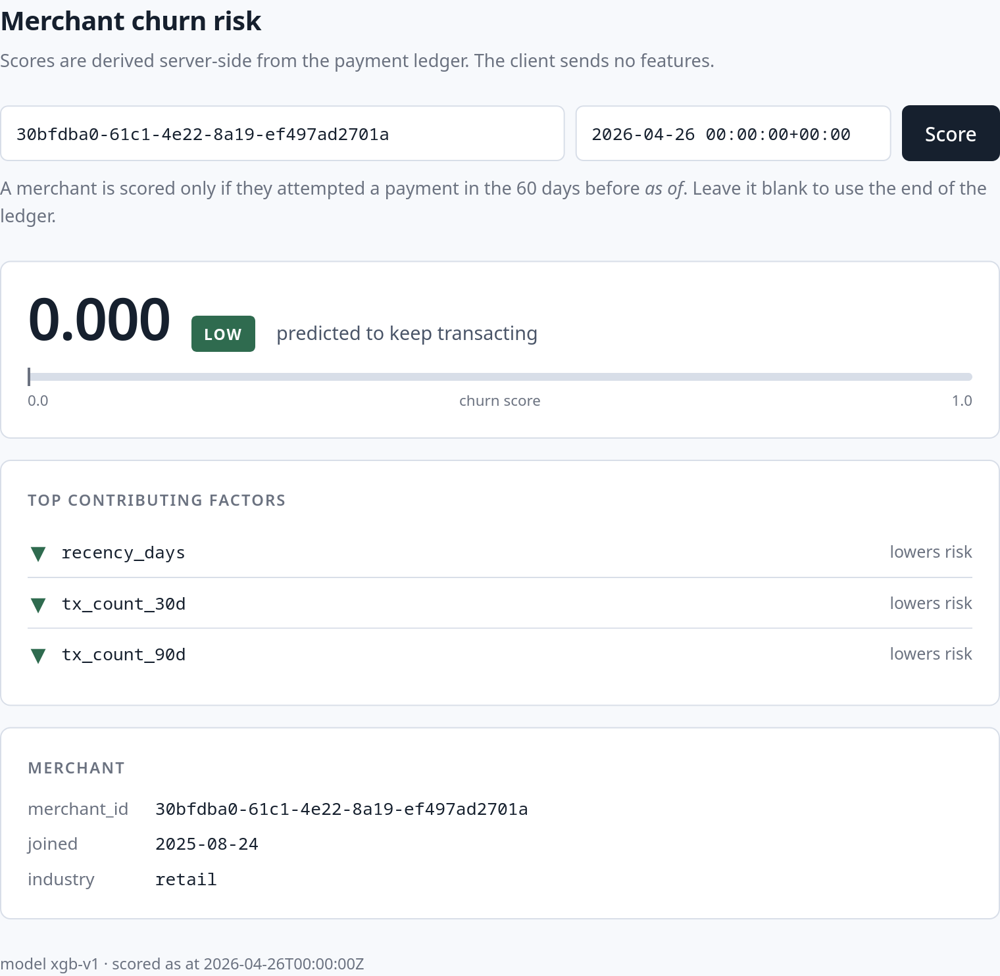 Merchant churn risk
Scores are derived server-side from the payment ledger. The client sends no features.
30bfdba0-61c1-4e22-8a19-ef497ad2701a
2026-04-26 00:00:00+00:00
Score
A merchant is scored only if they attempted a payment in the 60 days before as of. Leave it blank to use the end of the
ledger.
0.000
LOW
predicted to keep transacting
0.0
churn score
1.0
TOP CONTRIBUTING FACTORS
▼ recency_days lowers risk
▼ tx_count_30d lowers risk
▼ tx_count_90d lowers risk
MERCHANT
merchant_id 30bfdba0-61c1-4e22-8a19-ef497ad2701a
joined 2025-08-24
industry retail
model xgb-v1 · scored as at 2026-04-26T00:00:00Z